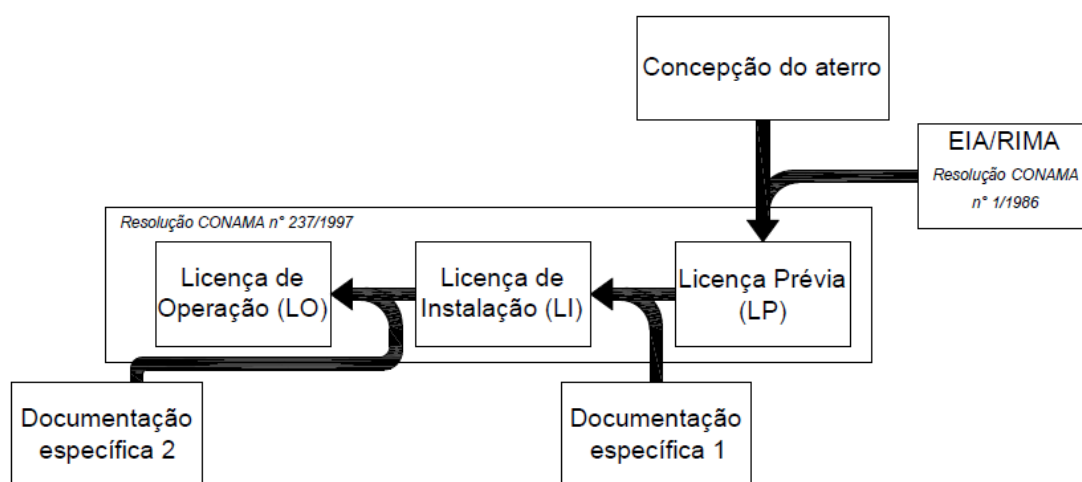 Concepção do aterro
EIA/RIMA
Resolução CONAMA
n° 1/1986
Resolução CONAMA n° 237/1997
Licença de
Operação (LO)
Licença de
Instalação (LI)
Licença Prévia
(LP)
Documentação
específica 2
Documentação
específica 1